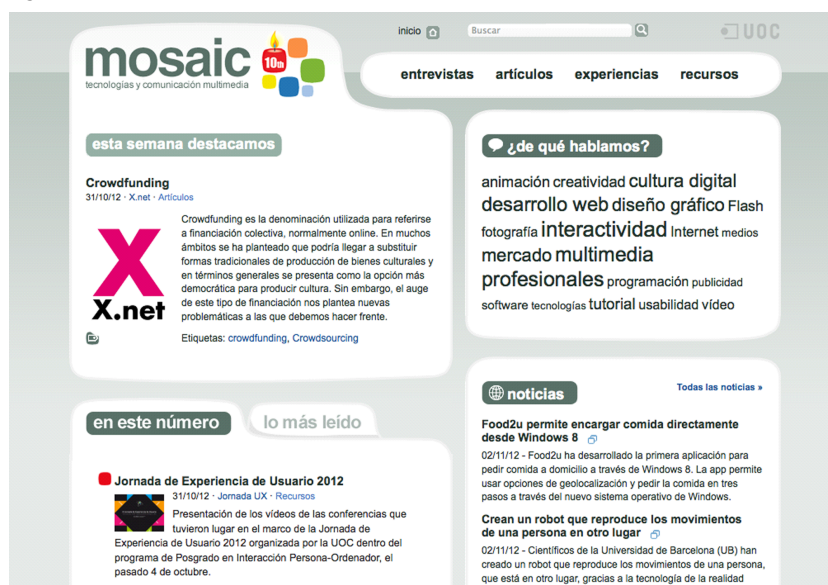 inicio
Buscar
UOC
mosaic
10th
tecnologías y comunicación multimedia
entrevistas artículos experiencias recursos
esta semana destacamos
Crowdfunding
31/10/12 · X.net · Artículos
X
X.net
Crowdfunding es la denominación utilizada para referirse
a financiación colectiva, normalmente online. En muchos
ámbitos se ha planteado que podría llegar a substituir
formas tradicionales de producción de bienes culturales y
en términos generales se presenta como la opción más
democrática para producir cultura. Sin embargo, el auge
de este tipo de financiación nos plantea nuevas
problemáticas a las que debemos hacer frente.
Etiquetas: crowdfunding, Crowdsourcing
¿de qué hablamos?
animación creatividad cultura digital
desarrollo web diseño gráfico Flash
fotografía interactividad Internet medios
mercado multimedia
profesionales programación publicidad
software tecnologías tutorial usabilidad vídeo
en este número lo más leído
Jornada de Experiencia de Usuario 2012
31/10/12 · Jornada UX · Recursos
Presentación de los vídeos de las conferencias que
tuvieron lugar en el marco de la Jornada de
Experiencia de Usuario 2012 organizada por la UOC dentro del
programa de Posgrado en Interacción Persona-Ordenador, el
pasado 4 de octubre.
noticias
Todas las noticias »
Food2u permite encargar comida directamente
desde Windows 8
02/11/12 - Food2u ha desarrollado la primera aplicación para
pedir comida a domicilio a través de Windows 8. La app permite
usar opciones de geolocalización y pedir la comida en tres
pasos a través del nuevo sistema operativo de Windows.
Crean un robot que reproduce los movimientos
de una persona en otro lugar
02/11/12 - Científicos de la Universidad de Barcelona (UB) han
creado un robot que reproduce los movimientos de una persona,
que está en otro lugar, gracias a la tecnología de la realidad